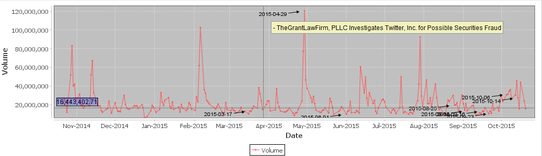 120,000,000
100,000,000
80,000,000
60,000,000
40,000,000
20,000,000
Volume
2015-04-29
- TheGrantLawFirm, PLLC Investigates Twitter, Inc. for Possible Securities Fraud
16,443,402.71
2015-03-17
2015-10-06
2015-10-14
Nov-2014 Dec-2014 Jan-2015 Feb-2015 Mar-2015 Apr-2015 May-2015 Jun-2015 Jul-2015 Aug-2015 Sep-2015 Oct-2015
Date
Volume